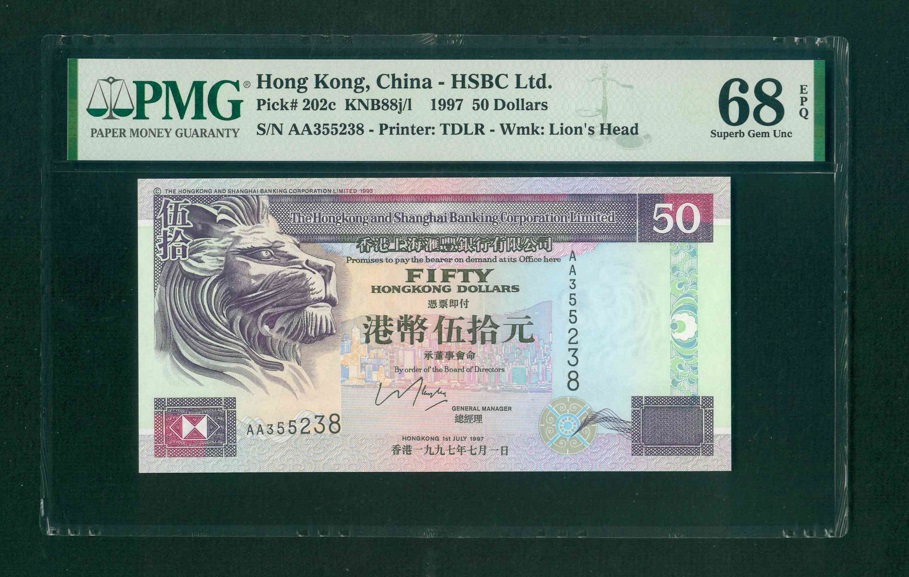 PMG®
PAPER MONEY GUARANTY
Hong Kong, China - HSBC Ltd.
Pick# 202c KNB88j/l 1997 50 Dollars
S/N AA355238 - Printer: TDLR - Wmk: Lion's Head
68
EPQ
Superb Gem Unc
© THE HONGKONG AND SHANGHAI BANKING CORPORATION LIMITED
伍拾
The Hongkong and Shanghai Banking Corporation Limited
50
香港上海滙豐銀行有限公司
Promises to pay the bearer on demand at its Office here
FIFTY
HONGKONG DOLLARS
憑票即付
港幣伍拾元
承董事會命
By order of the Board of Directors
AA355238
GENERAL MANAGER
總經理
AA355238
HONGKONG 1st JULY 1997
香港一九九七年七月一日